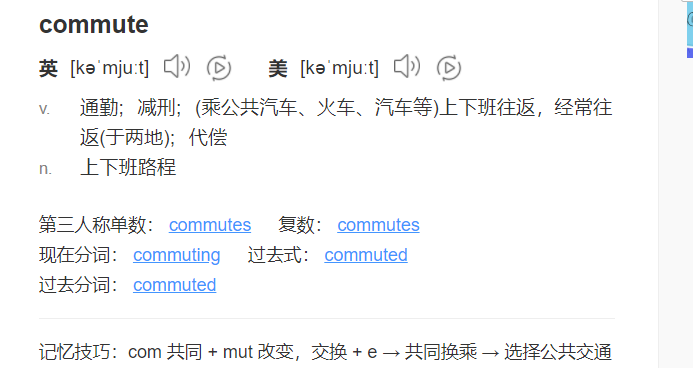 commute
英 [kəˈmjuːt] 美 [kəˈmjuːt]
v. 通勤；减刑；(乘公共汽车、火车、汽车等)上下班往返，经常往
返(于两地)；代偿
n. 上下班路程
第三人称单数： commutes 复数： commutes
现在分词： commuting 过去式： commuted
过去分词： commuted
记忆技巧：com 共同 + mut 改变，交换 + e → 共同换乘 → 选择公共交通